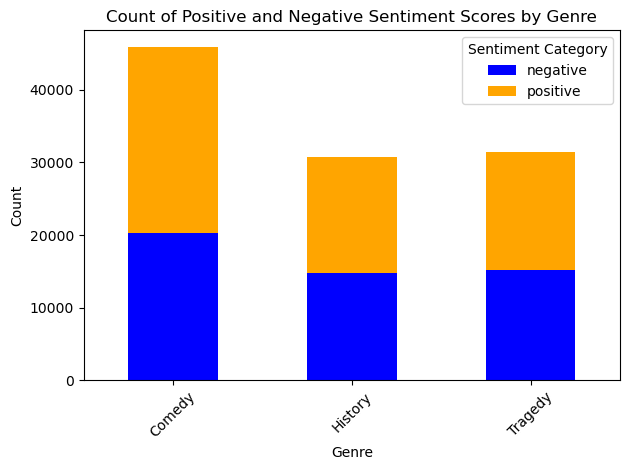 Count of Positive and Negative Sentiment Scores by Genre
Sentiment Category
negative
positive
Count
40000
30000
20000
10000
0
Comedy
History
Tragedy
Genre